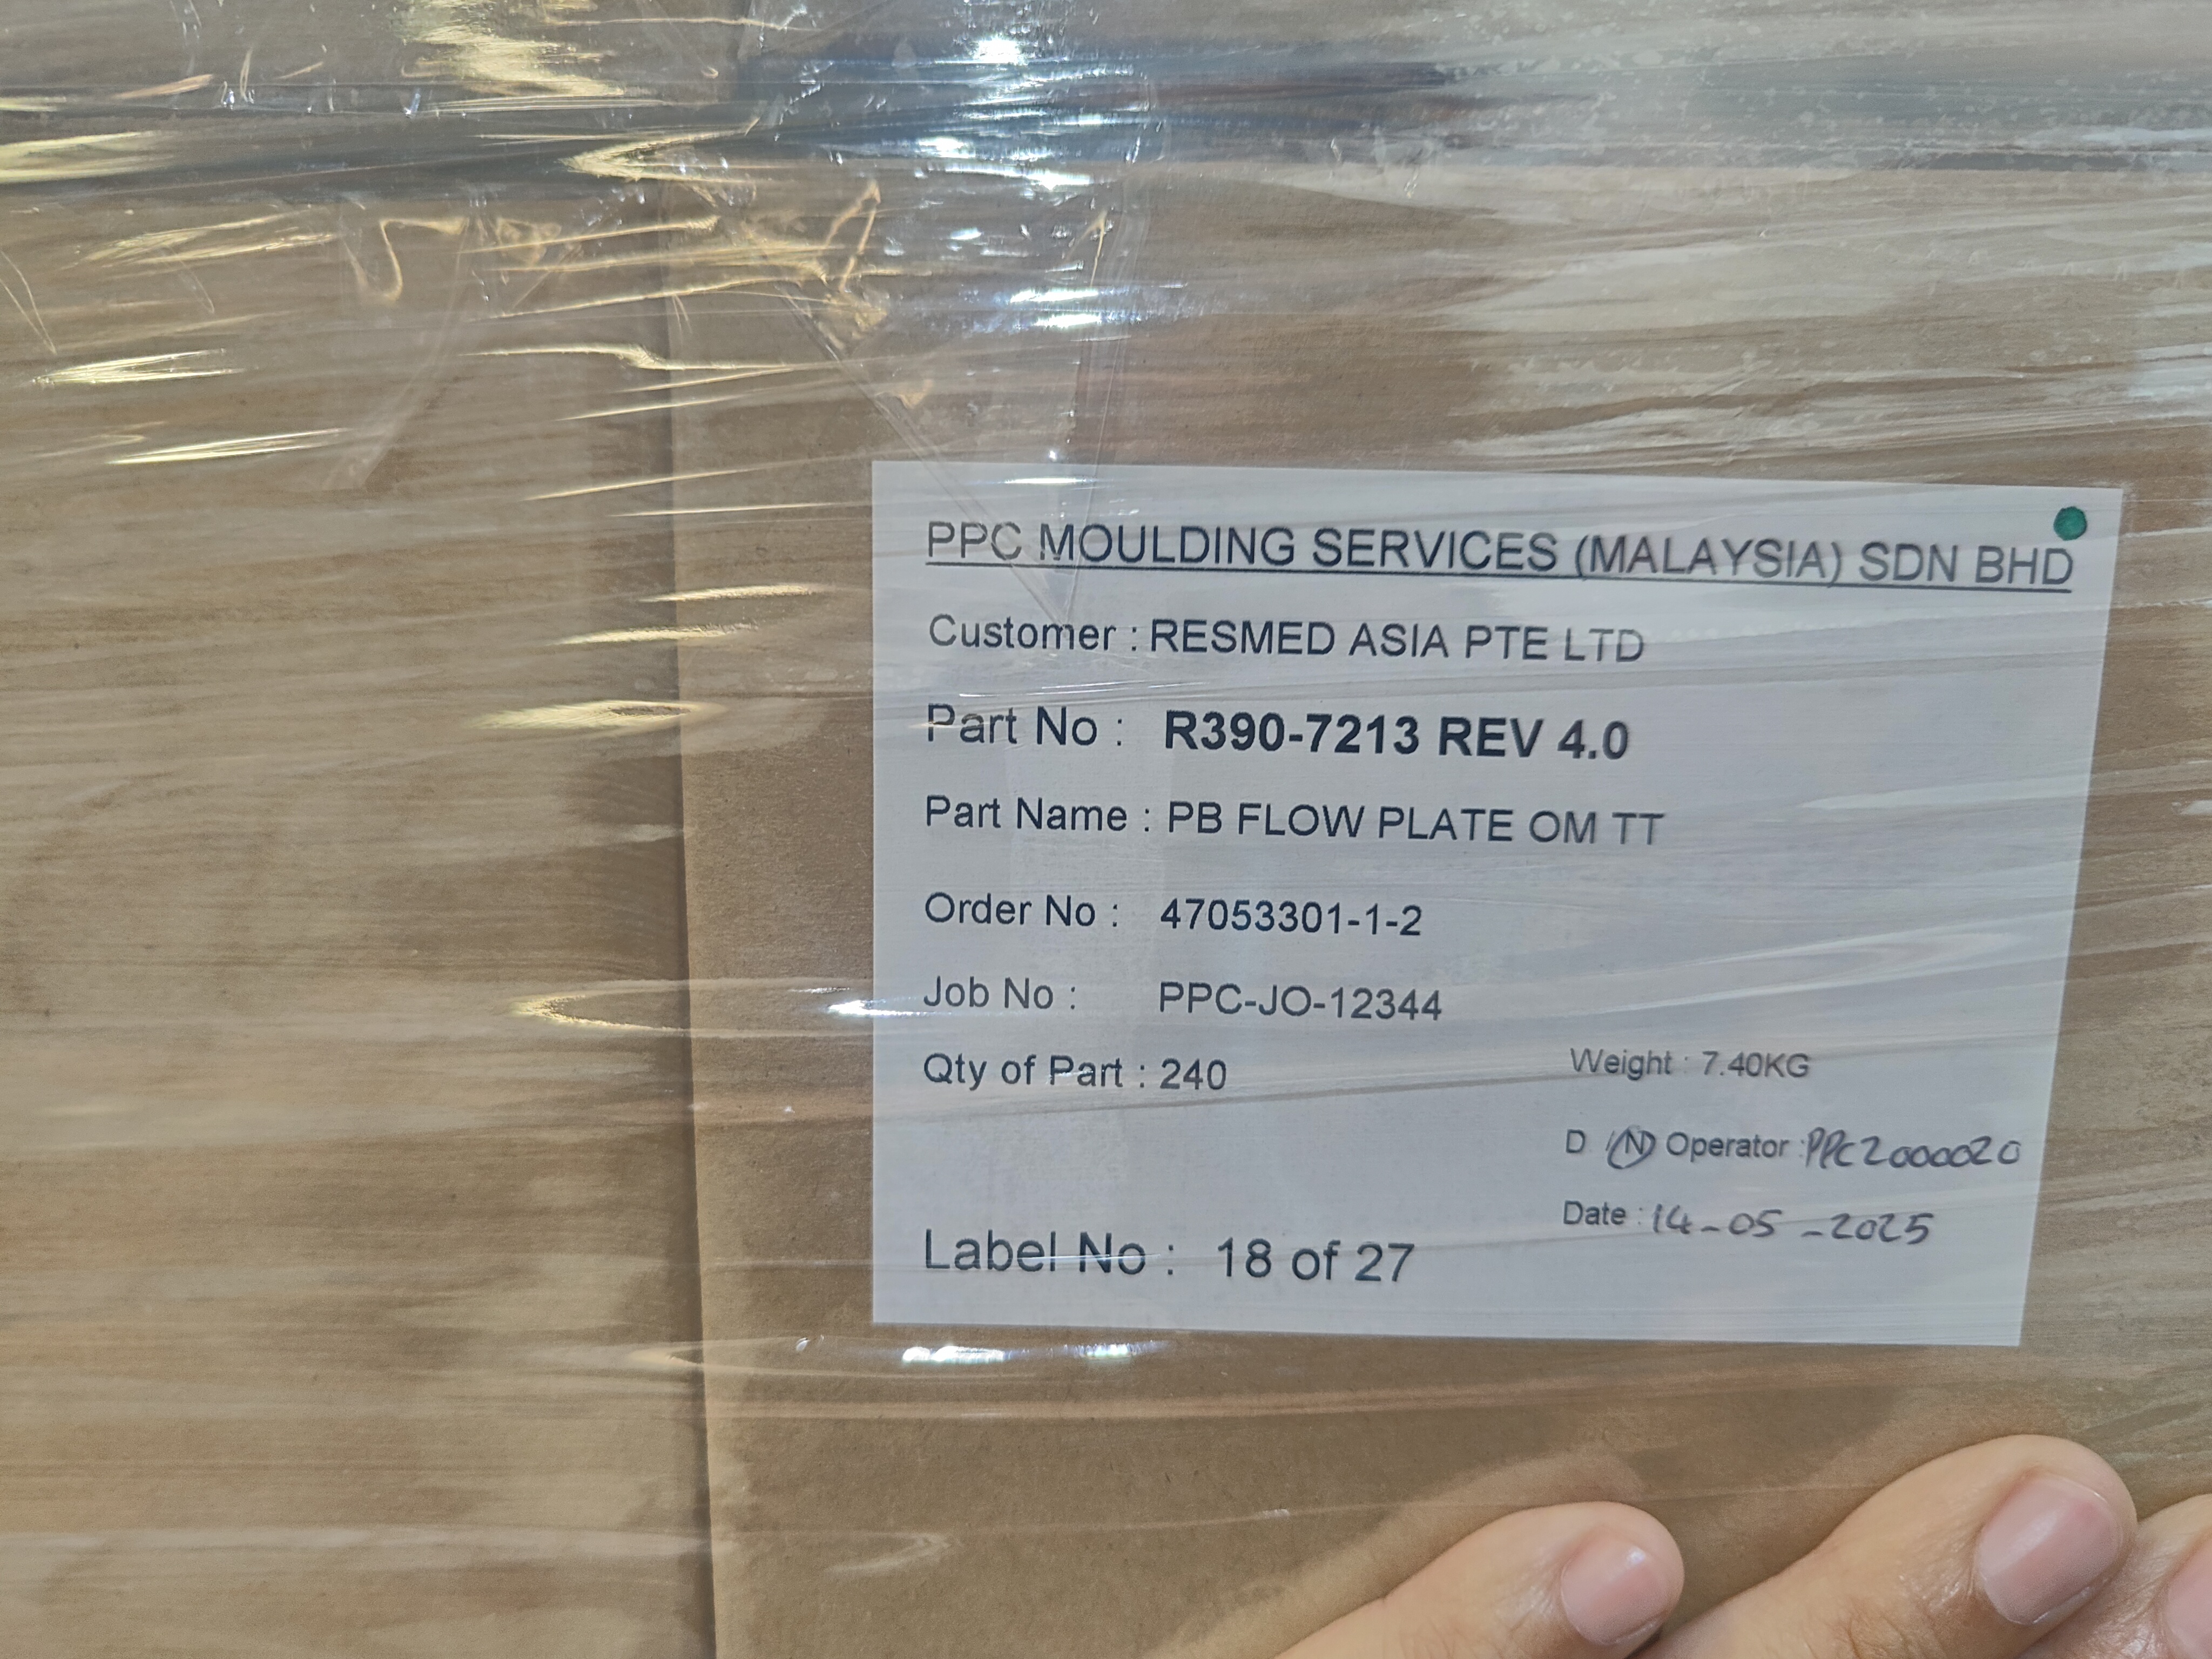 PPC MOULDING SERVICES (MALAYSIA) SDN BHD
Customer : RESMED ASIA PTE LTD
Part No : R390-7213 REV 4.0
Part Name : PB FLOW PLATE OM TT
Order No : 47053301-1-2
Job No : PPC-JO-12344
Qty of Part : 240
Weight : 7.40KG
D / N Operator : PPC2000020
Date : 14-05-2025
Label No : 18 of 27